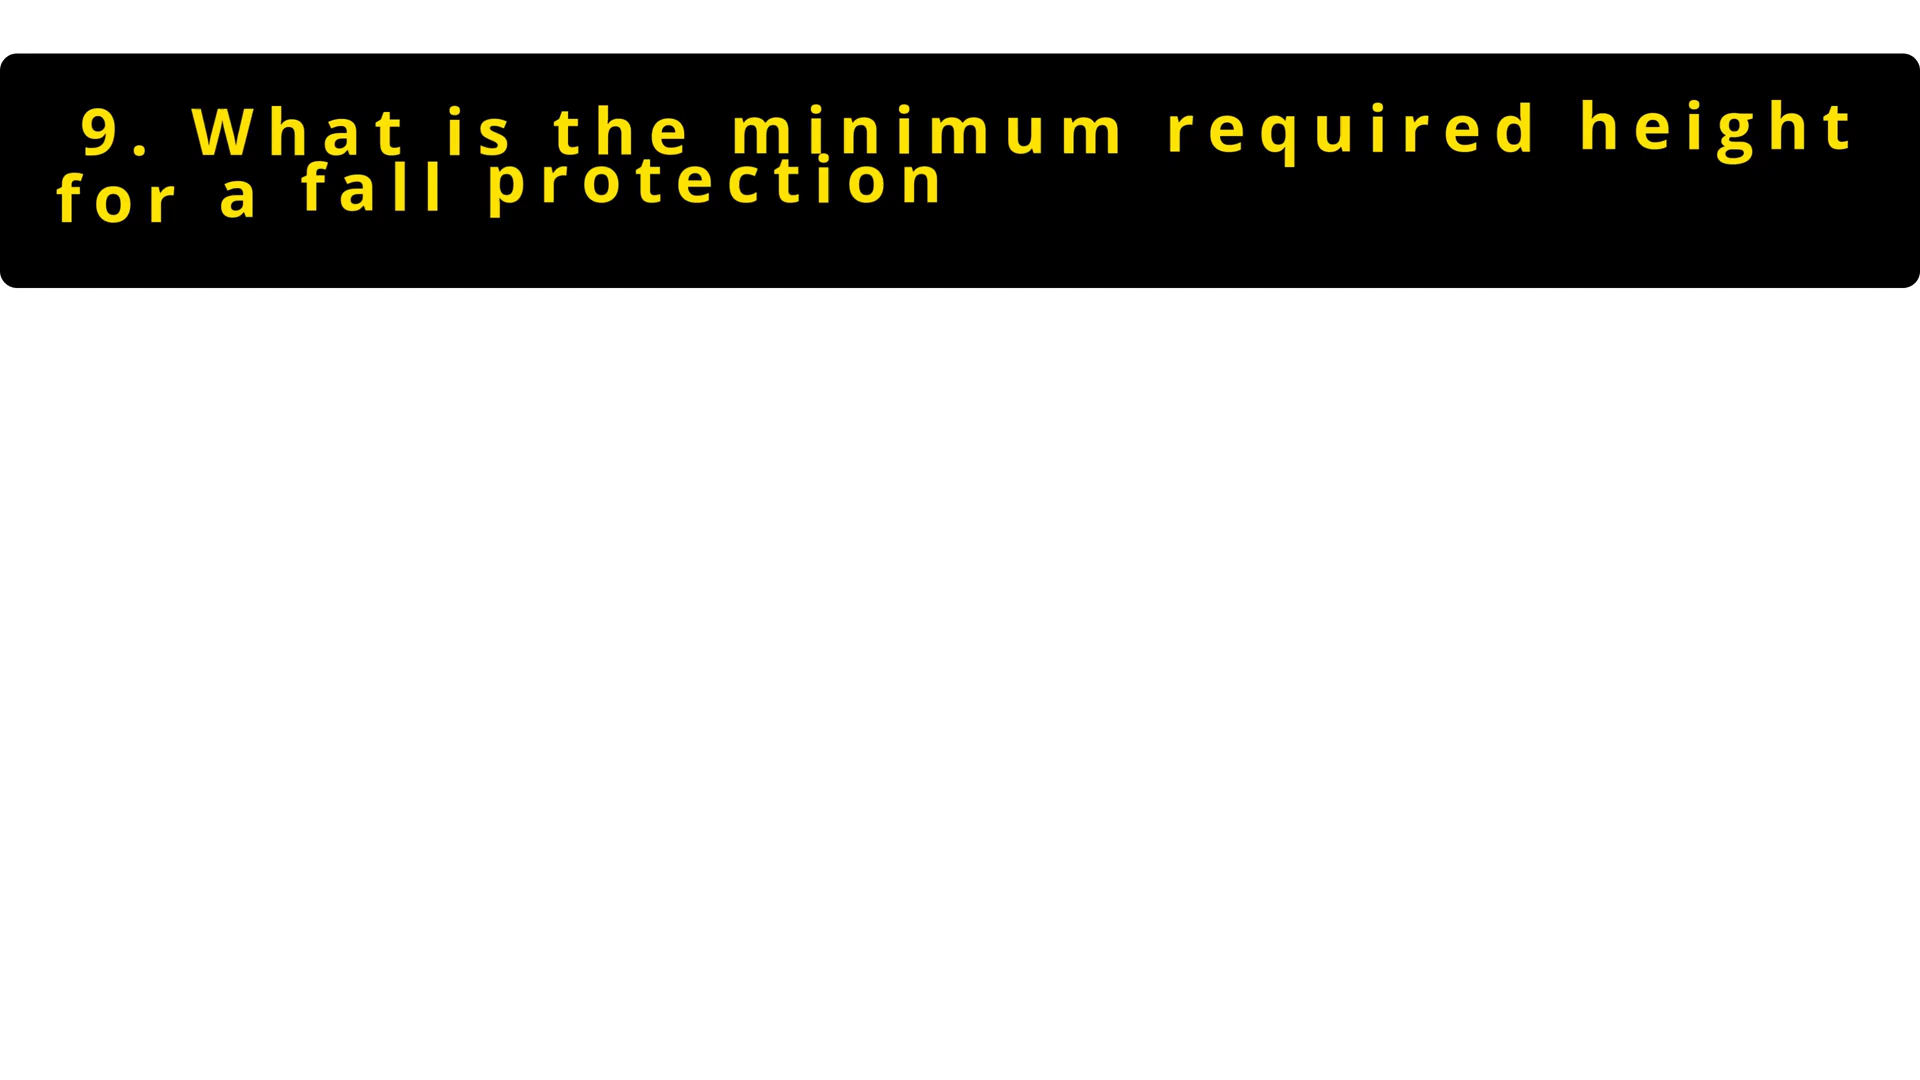 9. What is the minimum required height
for a fall protection